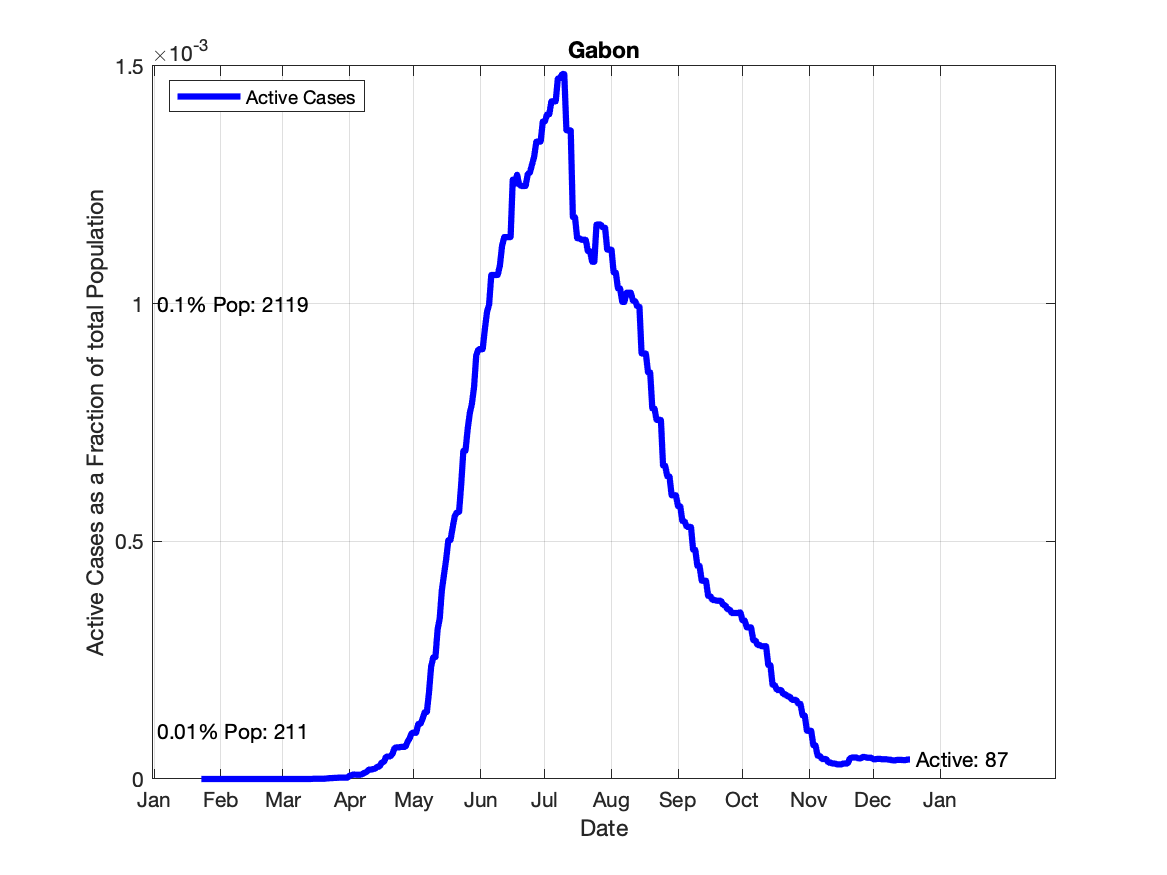 Gabon
×10⁻³
1.5
Active Cases
1
0.1% Pop: 2119
0.5
0.01% Pop: 211
0
Active: 87
Jan Feb Mar Apr May Jun Jul Aug Sep Oct Nov Dec Jan
Date
Active Cases as a Fraction of total Population